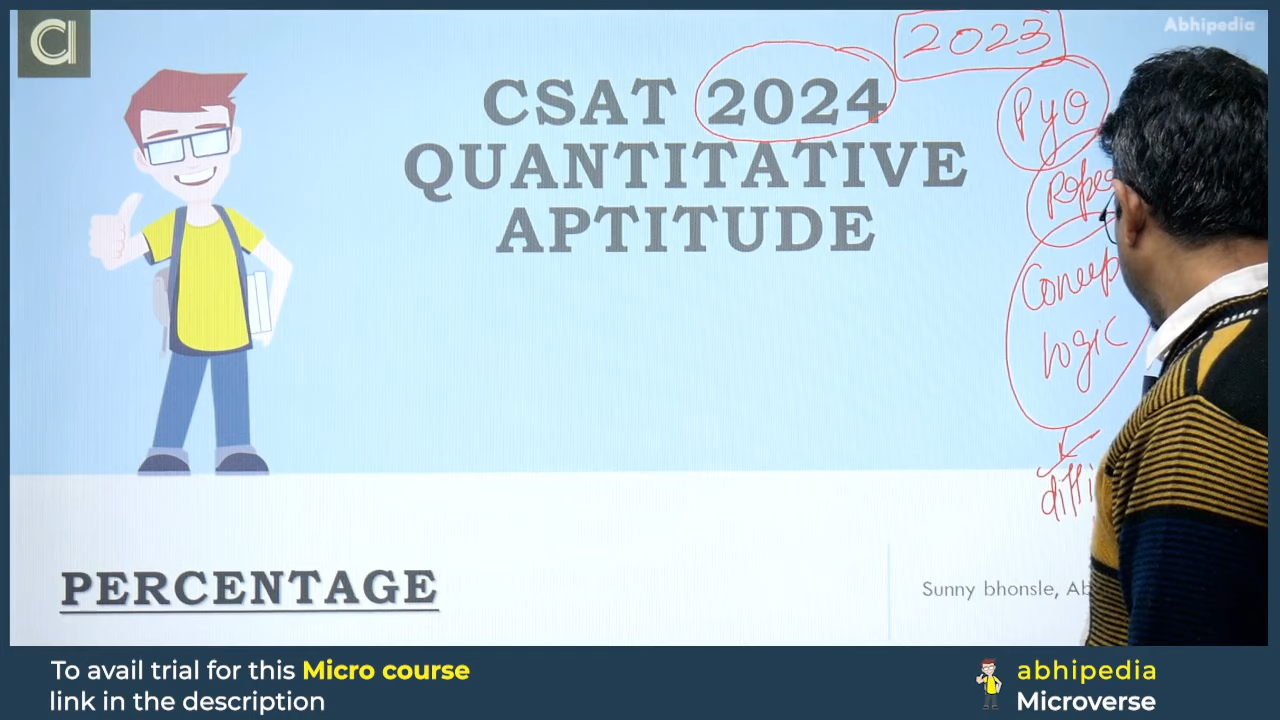 2023
Abhipedia
CSAT 2024
QUANTITATIVE
APTITUDE
PYQ
logic
PERCENTAGE
Sunny bhonsle,
To avail trial for this Micro course
link in the description
abhipedia
Microverse